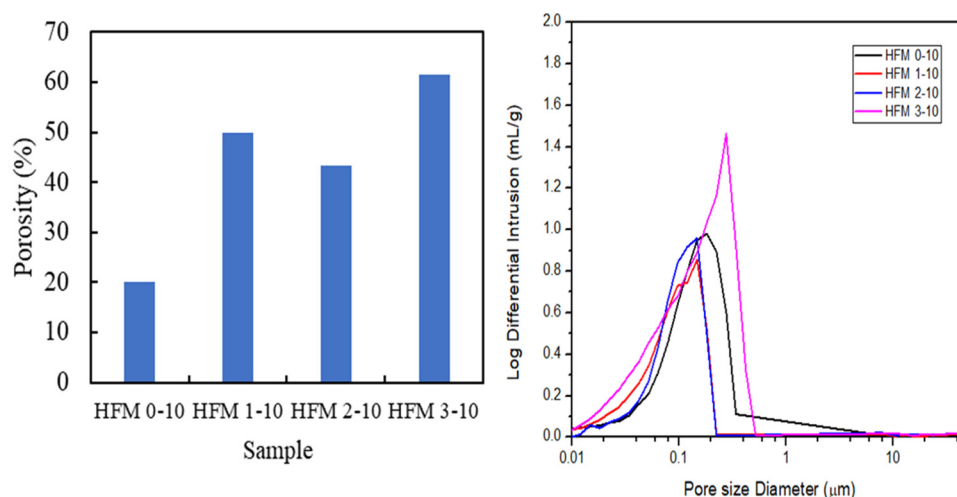 Porosity (%)
70
60
50
40
30
20
10
0
HFM 0-10 HFM 1-10 HFM 2-10 HFM 3-10
Sample
Log Differential Intrusion (mL/g)
2.0
1.8
1.6
1.4
1.2
1.0
0.8
0.6
0.4
0.2
0.0
HFM 0-10
HFM 1-10
HFM 2-10
HFM 3-10
0.01 0.1 1 10
Pore size Diameter (μm)